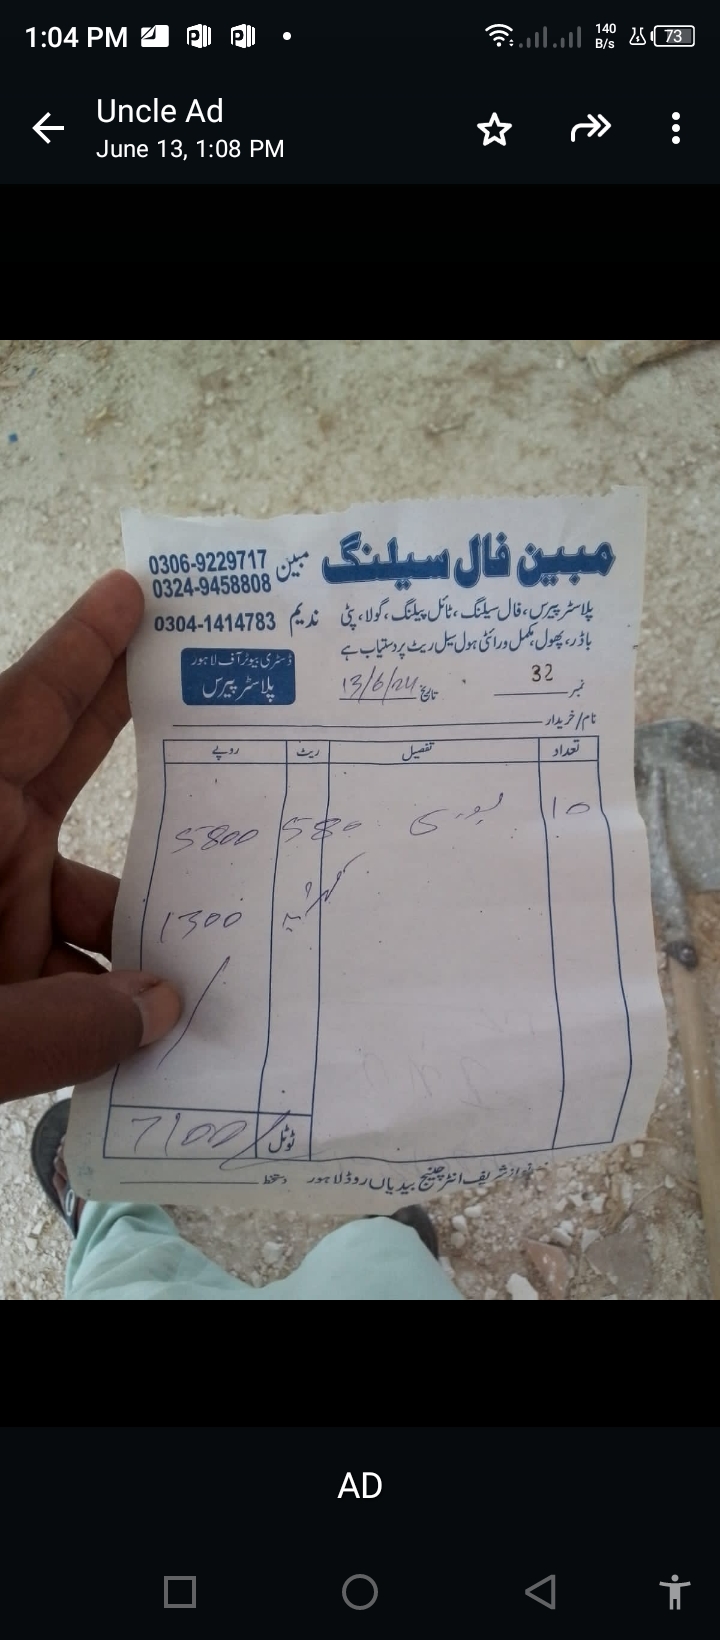 1:04 PM 140 B/s 73
Uncle Ad
June 13, 1:08 PM
مبین فال سیلنگ
مبین 0306-9229717
0324-9458808
ندیم 0304-1414783
پلاسٹر پیرس، فال سیلنگ، ٹائل پیلنگ، گولا، پٹی
باڈر، پھول، مکمل ورائٹی ہول سیل ریٹ پر دستیاب ہے
ڈسٹری بیوٹر آف لاہور
پلاسٹر پیرس
نمبر 32 تاریخ 13/6/24
نام/خریدار
تعداد تفصیل ریٹ روپے
10 بوری 580 5800
کرایہ 1300
ٹوٹل 7100/
نواز شریف انٹرچینج بیدیاں روڈ لاہور دستخط
AD